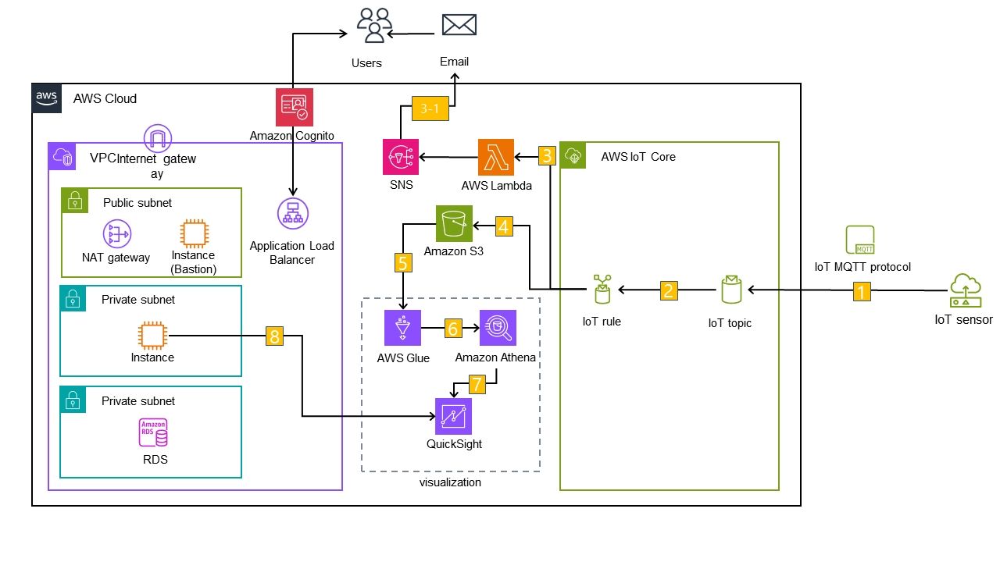 Users
Email
aws
AWS Cloud
3-1
Amazon Cognito
VPCInternet gatew
ay
SNS
AWS Lambda
3
AWS IoT Core
Public subnet
NAT gateway
Instance
(Bastion)
Application Load
Balancer
Amazon S3
4
5
MQTT
IoT MQTT protocol
1
IoT sensor
2
IoT rule
IoT topic
Private subnet
Instance
8
AWS Glue
6
Amazon Athena
7
QuickSight
visualization
Private subnet
Amazon
RDS
RDS